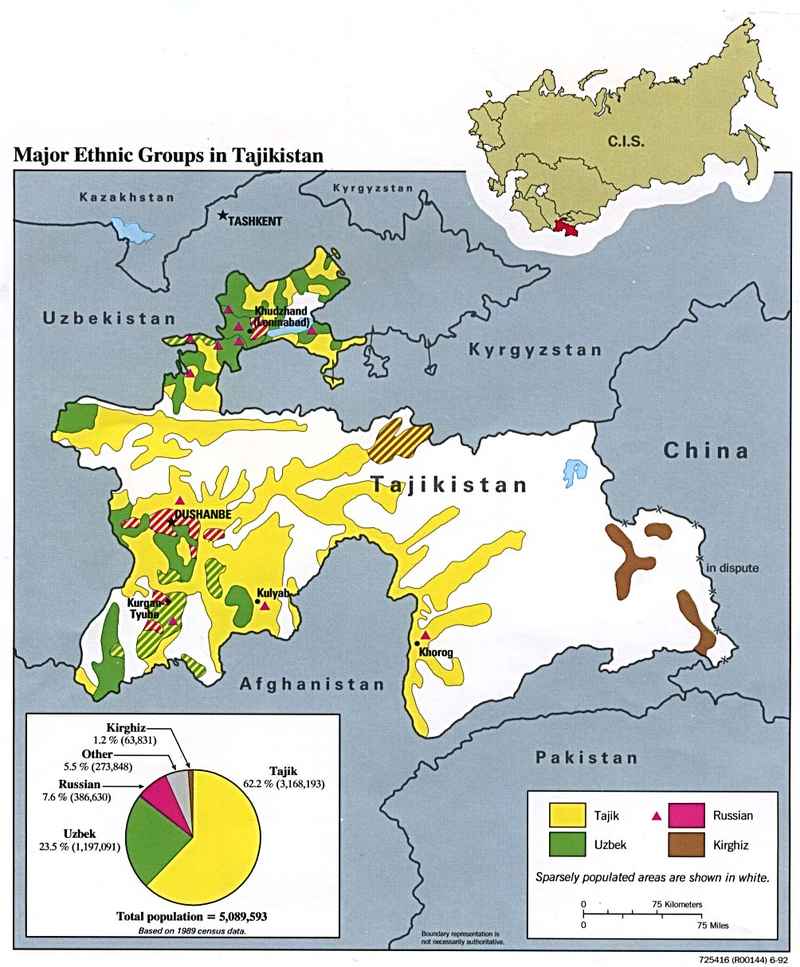 C.I.S.
Major Ethnic Groups in Tajikistan
Kazakhstan
Kyrgyzstan
TASHKENT
Uzbekistan
Khudzhand
(Leninabad)
Kyrgyzstan
China
Tajikistan
DUSHANBE
in dispute
Kurgan-
Tyube
Kulyab
Khorog
Afghanistan
Pakistan
Kirghiz
1.2 % (63,831)
Other
5.5 % (273,848)
Russian
7.6 % (386,630)
Tajik
62.2 % (3,168,193)
Uzbek
23.5 % (1,197,091)
Total population = 5,089,593
Based on 1989 census data.
Tajik
Russian
Uzbek
Kirghiz
Sparsely populated areas are shown in white.
0 75 Kilometers
0 75 Miles
Boundary representation is
not necessarily authoritative.
725416 (R00144) 6-92